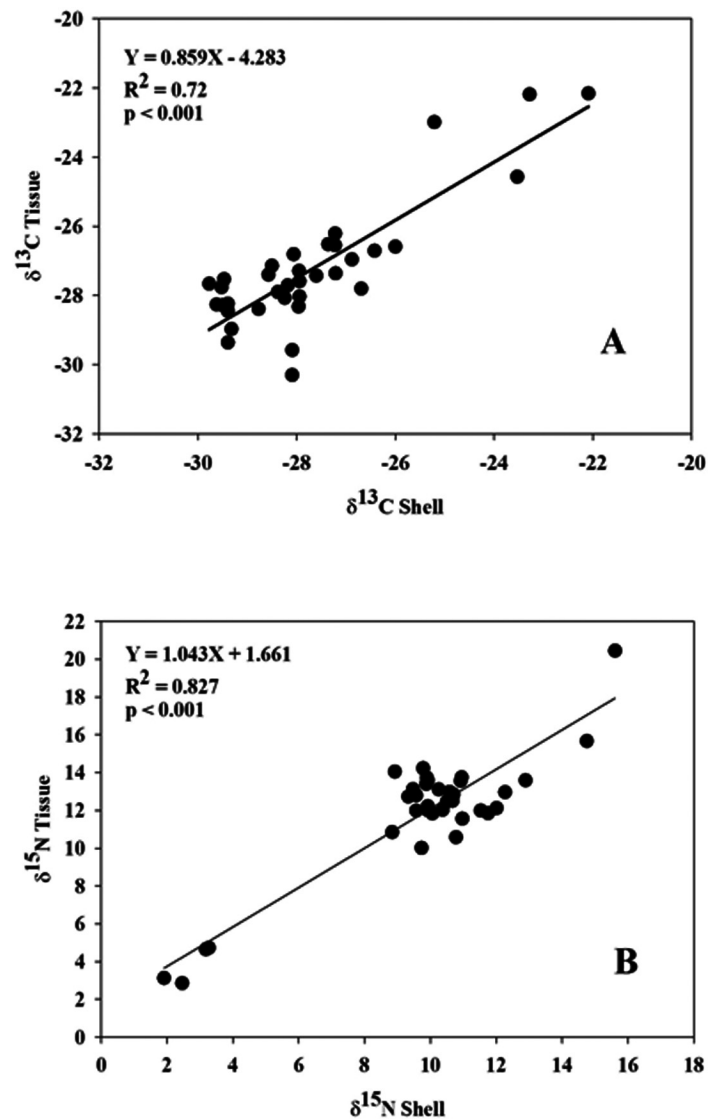 -20
-22
-24
-26
-28
-30
-32
Y = 0.859X - 4.283
R² = 0.72
p < 0.001
A
δ¹³C Tissue
-32 -30 -28 -26 -24 -22 -20
δ¹³C Shell
22
20
18
16
14
12
10
8
6
4
2
0
Y = 1.043X + 1.661
R² = 0.827
p < 0.001
B
δ¹⁵N Tissue
0 2 4 6 8 10 12 14 16 18
δ¹⁵N Shell